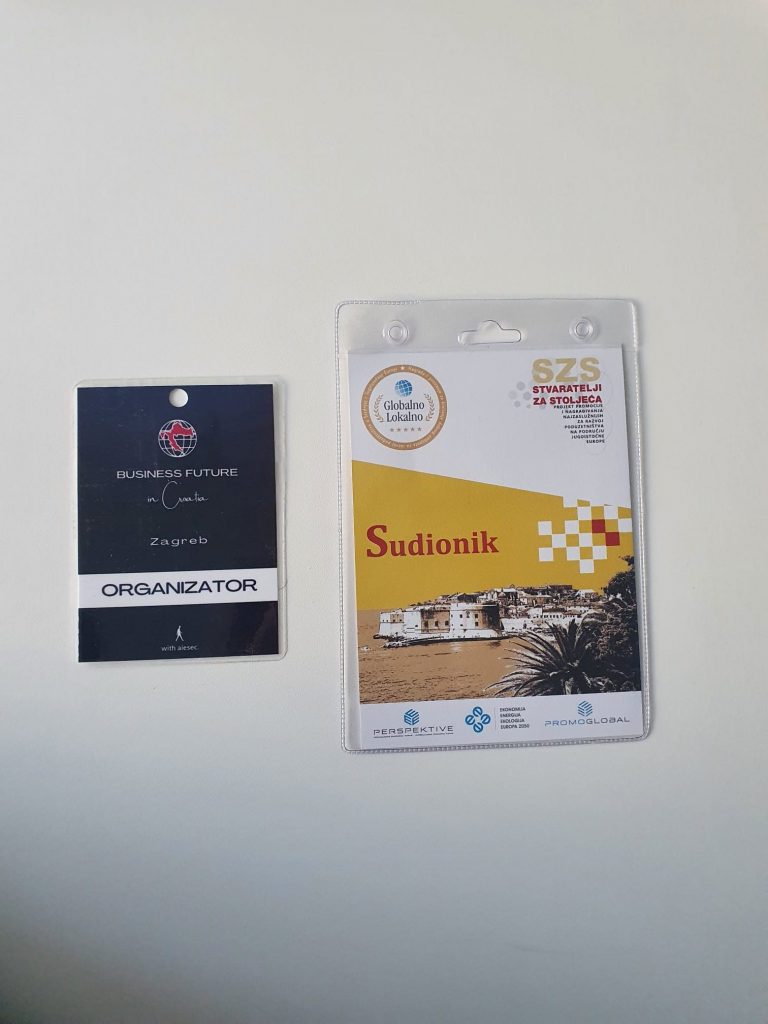 BUSINESS FUTURE
in Croatia
Zagreb
ORGANIZATOR
with aiesec.
Globalno
Lokalno
SZS
STVARATELJI
ZA STOLJEĆA
PROJEKT PROMOCIJE
I NAGRAĐIVANJA
NAJZASLUŽNIJIH
ZA RAZVOJ
PODUZETNIŠTVA
NA PODRUČJU
JUGOISTOČNE
EUROPE
Sudionik
PERSPEKTIVE
EKONOMIJA
ENERGIJA
EKOLOGIJA
EUROPA 2050
PROMOGLOBAL